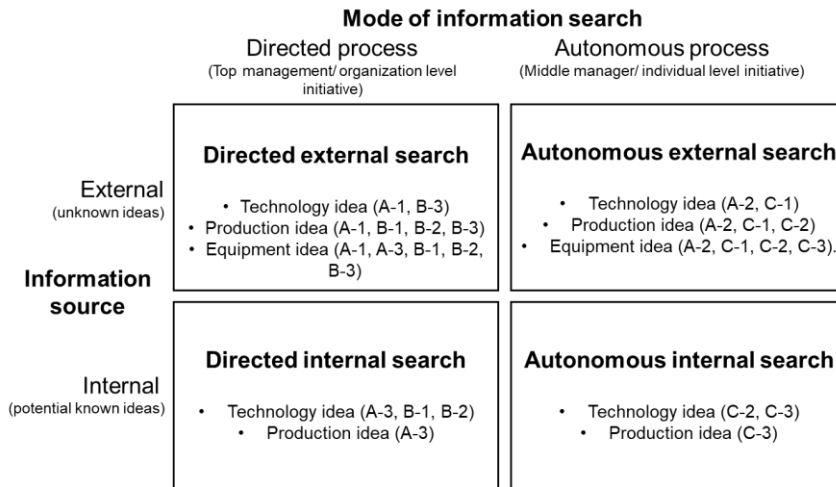 Mode of information search
Directed process
(Top management/ organization level
initiative)
Autonomous process
(Middle manager/ individual level initiative)
External
(unknown ideas)
Directed external search
• Technology idea (A-1, B-3)
• Production idea (A-1, B-1, B-2, B-3)
• Equipment idea (A-1, A-3, B-1, B-2,
B-3)
Autonomous external search
• Technology idea (A-2, C-1)
• Production idea (A-2, C-1, C-2)
• Equipment idea (A-2, C-1, C-2, C-3).
Information
source
Internal
(potential known ideas)
Directed internal search
• Technology idea (A-3, B-1, B-2)
• Production idea (A-3)
Autonomous internal search
• Technology idea (C-2, C-3)
• Production idea (C-3)